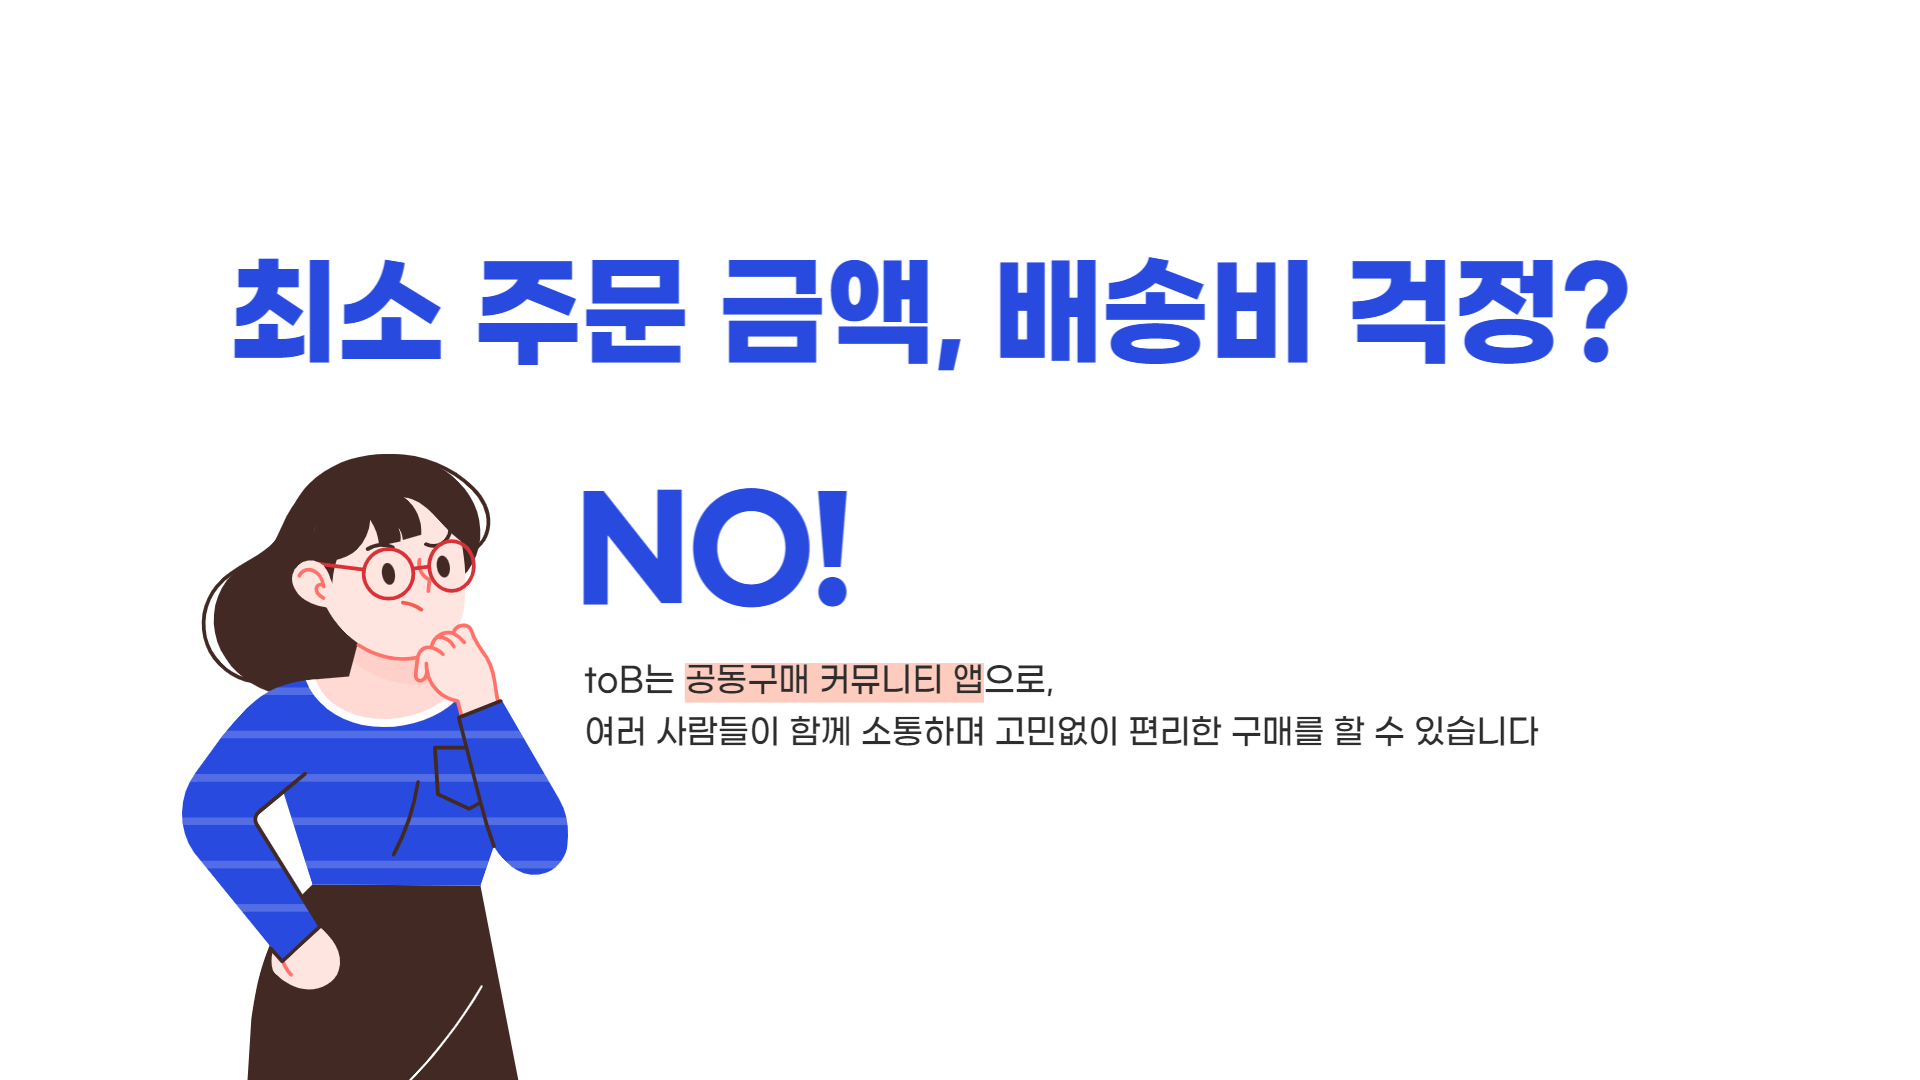 최소 주문 금액, 배송비 걱정?
NO!
toB는 공동구매 커뮤니티 앱으로,
여러 사람들이 함께 소통하며 고민없이 편리한 구매를 할 수 있습니다